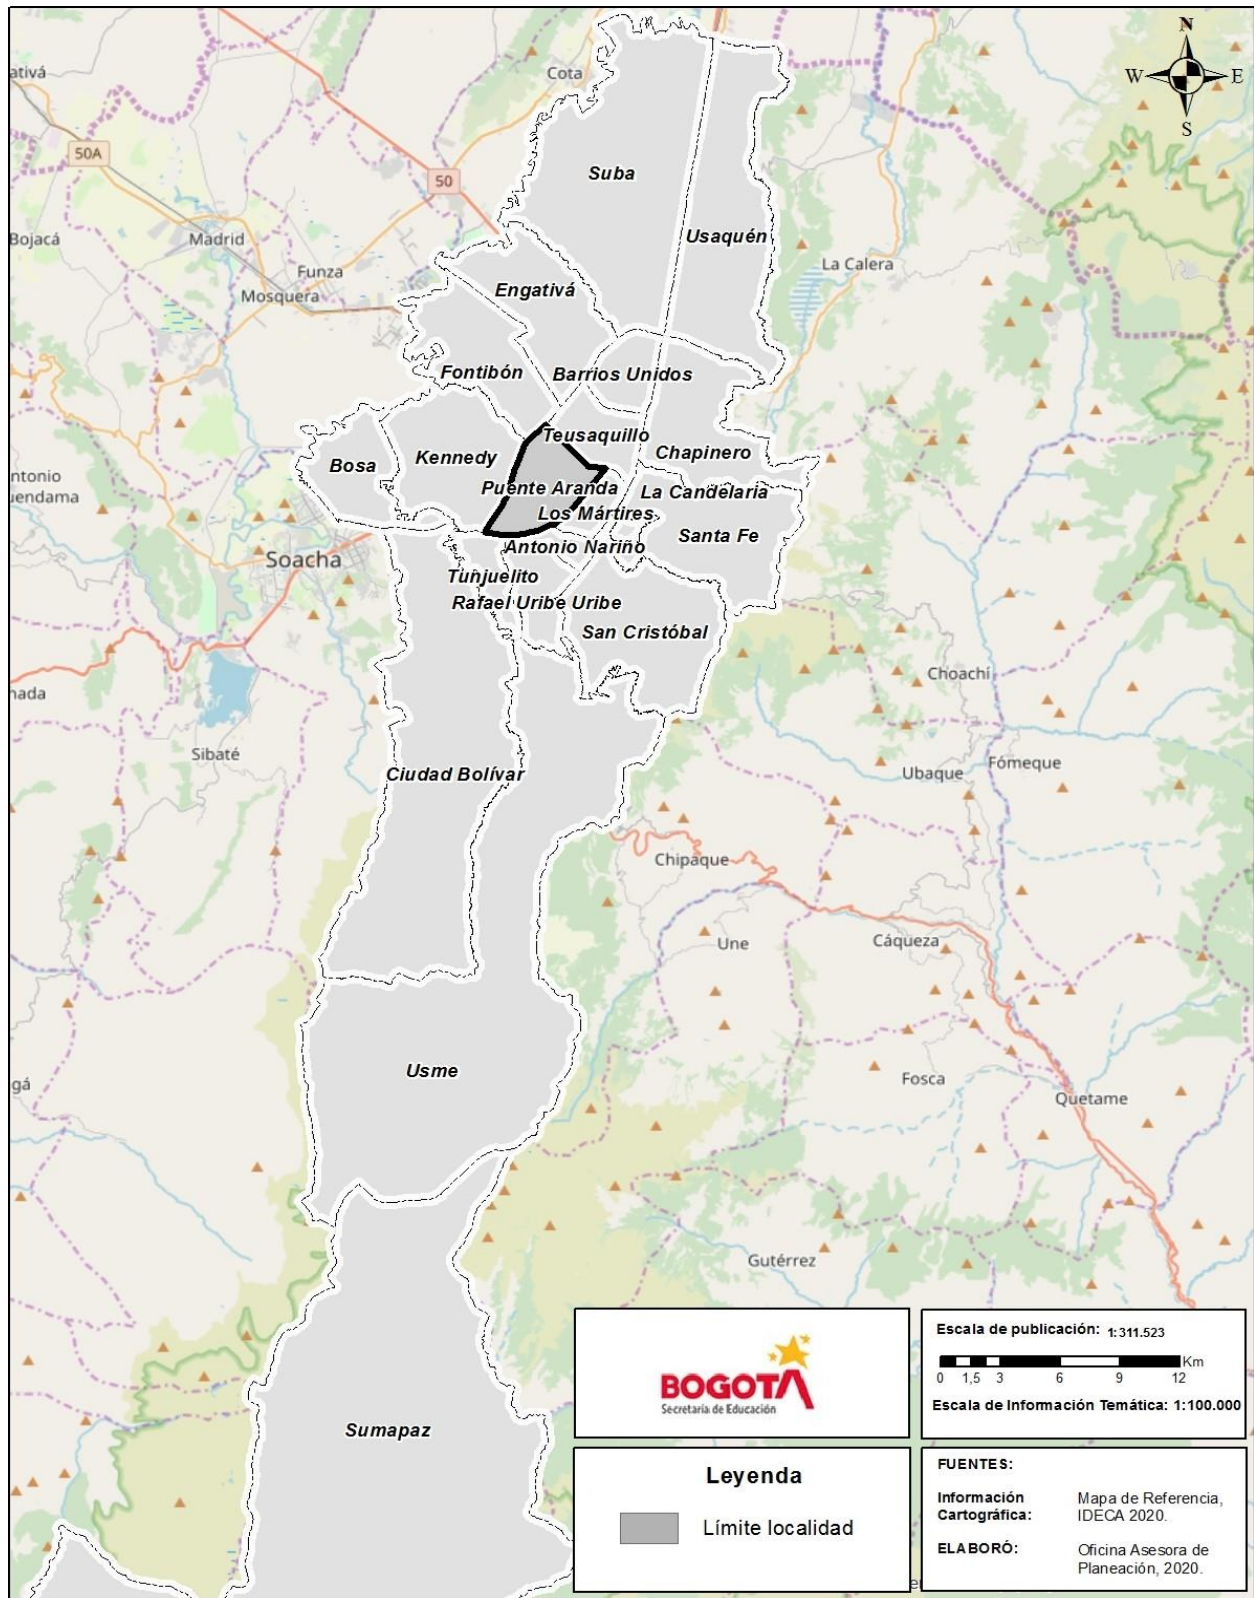 N
W
E
S
ativá
Cota
50A
50
Suba
Bojacá
Madrid
Usaquén
Funza
La Calera
Mosquera
Engativá
Fontibón
Barrios Unidos
Teusaquillo
Chapinero
Kennedy
Bosa
ntonio
uendama
Puente Aranda
La Candelaria
Los Mártires
Santa Fe
Antonio Nariño
Soacha
Tunjuelito
Rafael Uribe Uribe
San Cristóbal
Choachí
nada
Sibaté
Fómeque
Ubaque
Ciudad Bolívar
Chipaque
Une
Cáqueza
Usme
Fosca
gá
Quetame
Gutérrez
Sumapaz
BOGOTÁ
Secretaría de Educación
Escala de publicación: 1:311.523
Km
0 1,5 3 6 9 12
Escala de Información Temática: 1:100.000
Leyenda
Límite localidad
FUENTES:
Información Cartográfica: Mapa de Referencia, IDECA 2020.
ELABORÓ: Oficina Asesora de Planeación, 2020.